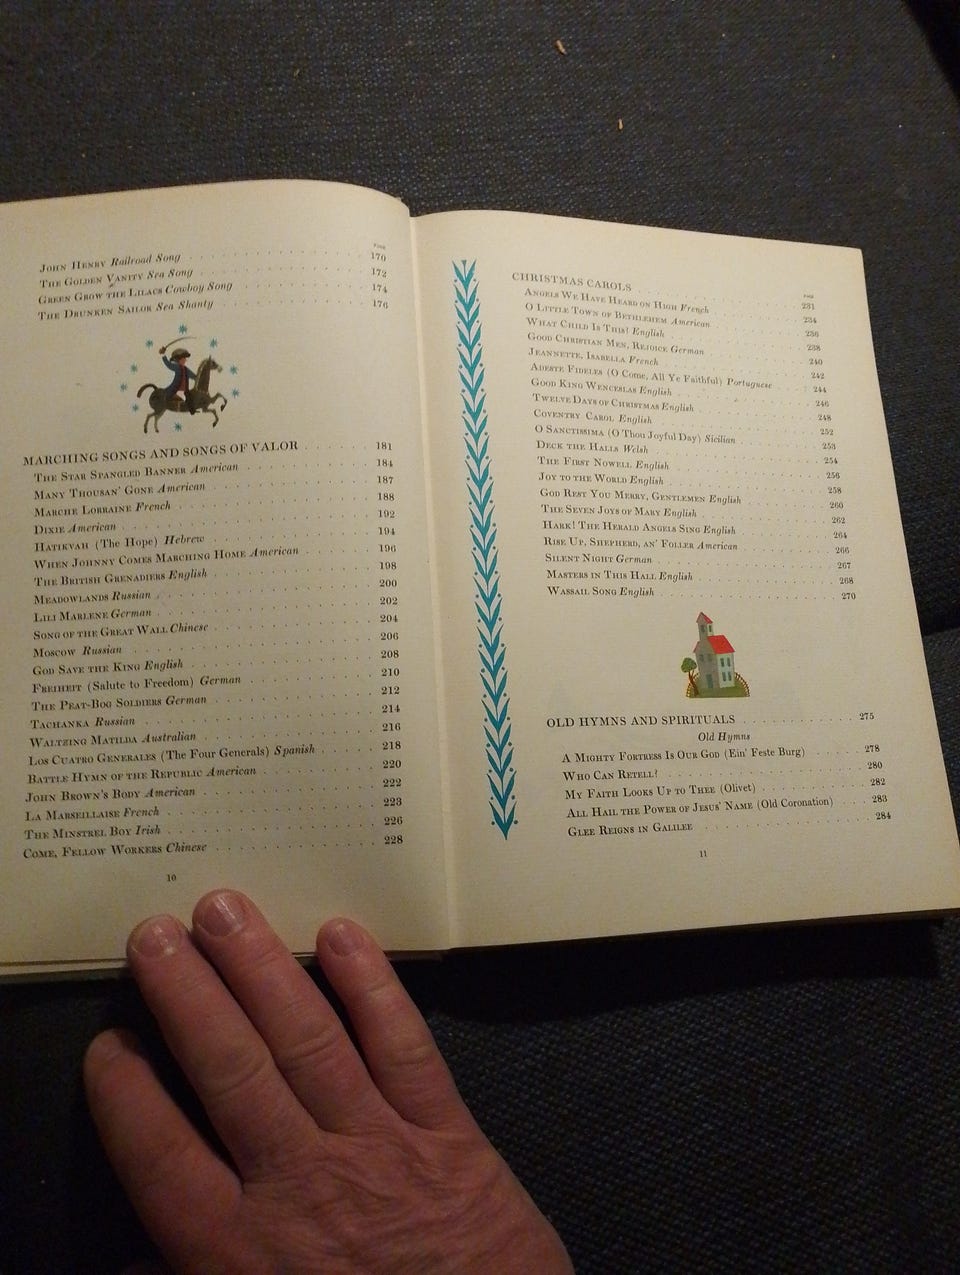 PAGE
JOHN HENRY Railroad Song . . . . . . . . . . . . 170
THE GOLDEN VANITY Sea Song . . . . . . . . . . . . 172
GREEN GROW THE LILACS Cowboy Song . . . . . . . . . . . . 174
THE DRUNKEN SAILOR Sea Shanty . . . . . . . . . . . . 176
MARCHING SONGS AND SONGS OF VALOR . . . . 181
THE STAR SPANGLED BANNER American . . . . . . . . 184
MANY THOUSAN' GONE American . . . . . . . . 187
MARCHE LORRAINE French . . . . . . . . 188
DIXIE American . . . . . . . . 192
HATIKVAH (The Hope) Hebrew . . . . . . . . 194
WHEN JOHNNY COMES MARCHING HOME American . . . . . . . . 196
THE BRITISH GRENADIERS English . . . . . . . . 198
MEADOWLANDS Russian . . . . . . . . 200
LILI MARLENE German . . . . . . . . 202
SONG OF THE GREAT WALL Chinese . . . . . . . . 204
MOSCOW Russian . . . . . . . . 206
GOD SAVE THE KING English . . . . . . . . 208
FREIHEIT (Salute to Freedom) German . . . . . . . . 210
THE PEAT-BOG SOLDIERS German . . . . . . . . 212
TACHANKA Russian . . . . . . . . 214
WALTZING MATILDA Australian . . . . . . . . 216
LOS CUATRO GENERALES (The Four Generals) Spanish . . . . . . 218
BATTLE HYMN OF THE REPUBLIC American . . . . . . . . 220
JOHN BROWN'S BODY American . . . . . . . . 222
LA MARSEILLAISE French . . . . . . . . 223
THE MINSTREL BOY Irish . . . . . . . . 226
COME, FELLOW WORKERS Chinese . . . . . . . . 228
10
PAGE
CHRISTMAS CAROLS . . . . . . . . 231
ANGELS WE HAVE HEARD ON HIGH French . . . . . . . . 234
O LITTLE TOWN OF BETHLEHEM American . . . . . . . . 236
WHAT CHILD IS THIS? English . . . . . . . . 238
GOOD CHRISTIAN MEN, REJOICE German . . . . . . . . 240
JEANNETTE, ISABELLA French . . . . . . . . 242
ADESTE FIDELES (O Come, All Ye Faithful) Portuguese . . . . 244
GOOD KING WENCESLAS English . . . . . . . . 246
TWELVE DAYS OF CHRISTMAS English . . . . . . . . 248
COVENTRY CAROL English . . . . . . . . 252
O SANCTISSIMA (O Thou Joyful Day) Sicilian . . . . . . . . 253
DECK THE HALLS Welsh . . . . . . . . 254
THE FIRST NOWELL English . . . . . . . . 256
JOY TO THE WORLD English . . . . . . . . 258
GOD REST YOU MERRY, GENTLEMEN English . . . . . . . . 260
THE SEVEN JOYS OF MARY English . . . . . . . . 262
HARK! THE HERALD ANGELS SING English . . . . . . . . 264
RISE UP, SHEPHERD, AN' FOLLER American . . . . . . . . 266
SILENT NIGHT German . . . . . . . . 267
MASTERS IN THIS HALL English . . . . . . . . 268
WASSAIL SONG English . . . . . . . . 270
OLD HYMNS AND SPIRITUALS . . . . . . . . 275
Old Hymns
A MIGHTY FORTRESS IS OUR GOD (Ein' Feste Burg) . . . . 278
WHO CAN RETELL? . . . . . . . . 280
MY FAITH LOOKS UP TO THEE (Olivet) . . . . . . . . 282
ALL HAIL THE POWER OF JESUS' NAME (Old Coronation) . . . . 283
GLEE REIGNS IN GALILEE . . . . . . . . 284
11